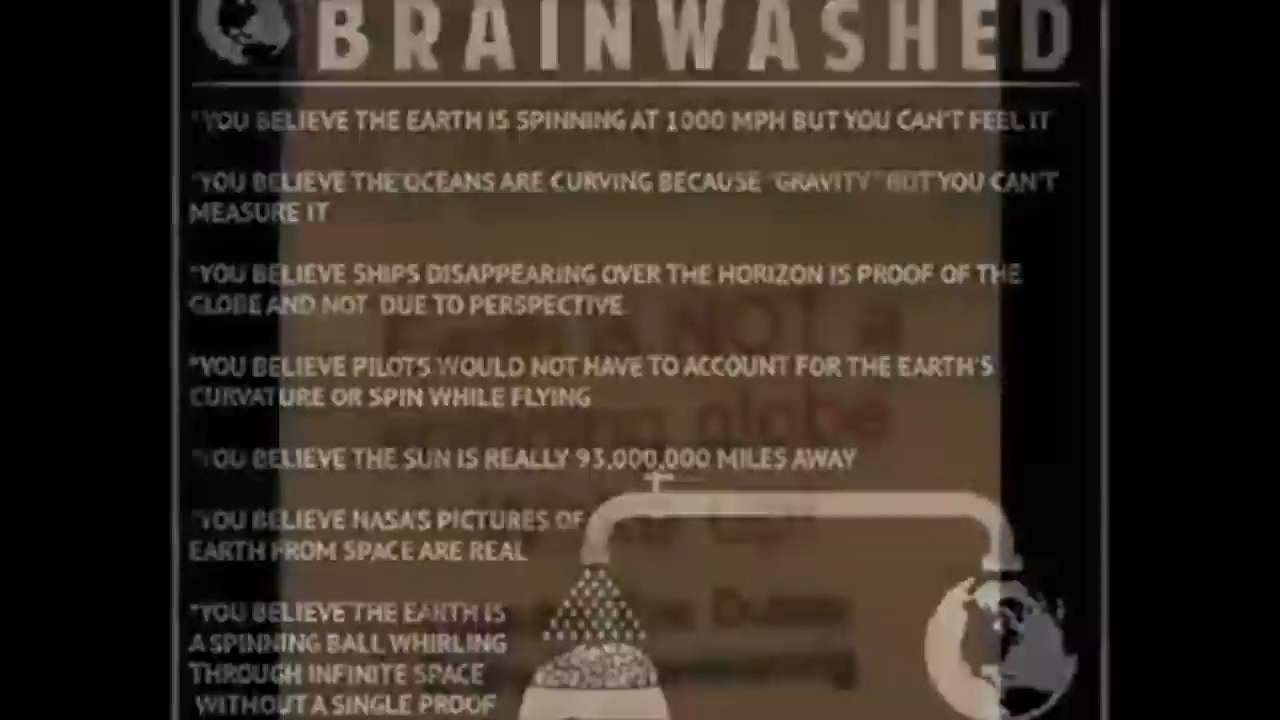 BRAINWASHED
*YOU BELIEVE THE EARTH IS SPINNING AT 1000 MPH BUT YOU CAN'T FEEL IT
*YOU BELIEVE THE OCEANS ARE CURVING BECAUSE "GRAVITY" BUT YOU CAN'T
MEASURE IT
*YOU BELIEVE SHIPS DISAPPEARING OVER THE HORIZON IS PROOF OF THE
GLOBE AND NOT DUE TO PERSPECTIVE
*YOU BELIEVE PILOTS WOULD NOT HAVE TO ACCOUNT FOR THE EARTH'S
CURVATURE OR SPIN WHILE FLYING
*YOU BELIEVE THE SUN IS REALLY 93,000,000 MILES AWAY
*YOU BELIEVE NASA'S PICTURES OF
EARTH FROM SPACE ARE REAL
*YOU BELIEVE THE EARTH IS
A SPINNING BALL WHIRLING
THROUGH INFINITE SPACE
WITHOUT A SINGLE PROOF
Earth is NOT a
spinning globe